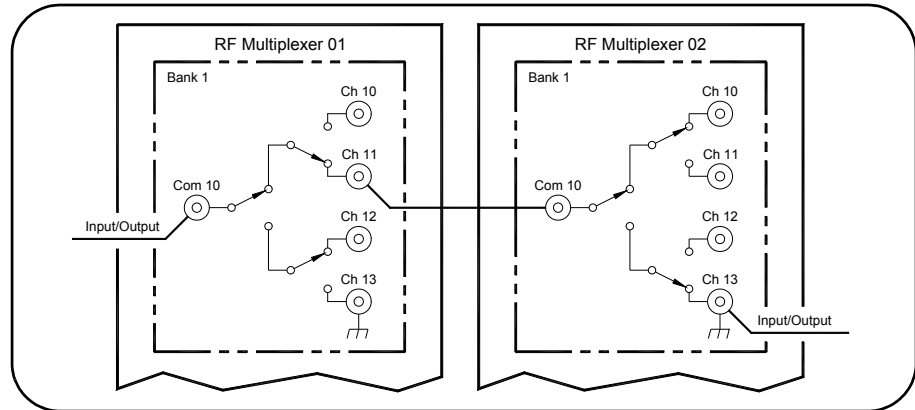 RF Multiplexer 01
Bank 1
Ch 10
Ch 11
Com 10
Input/Output
Ch 12
Ch 13
RF Multiplexer 02
Bank 1
Ch 10
Ch 11
Com 10
Ch 12
Ch 13
Input/Output